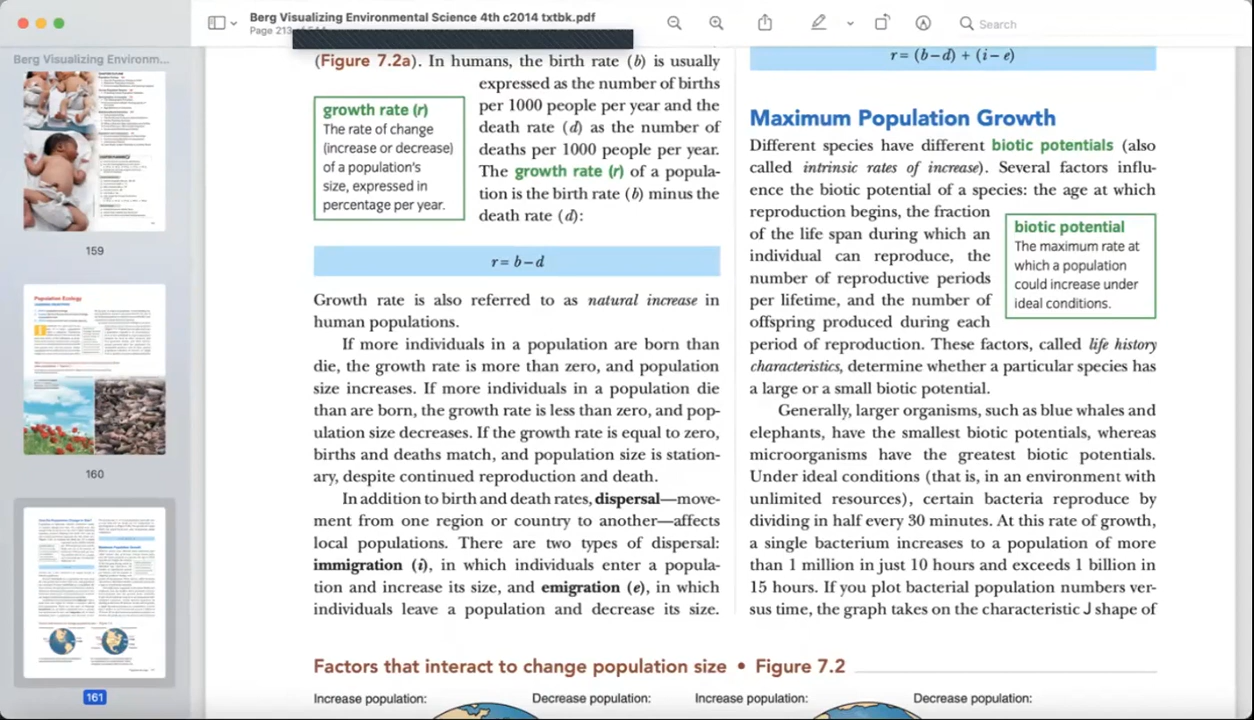 Berg Visualizing Environmental Science 4th c2014 txtbk.pdf
Page 213 of 544
Search
Berg Visualizing Environm...
159
160
161
(Figure 7.2a). In humans, the birth rate (b) is usually
expressed as the number of births
per 1000 people per year and the
death rate (d) as the number of
deaths per 1000 people per year.
The growth rate (r) of a popula-
tion is the birth rate (b) minus the
death rate (d):
growth rate (r)
The rate of change
(increase or decrease)
of a population's
size, expressed in
percentage per year.
r = b – d
Growth rate is also referred to as natural increase in
human populations.
If more individuals in a population are born than
die, the growth rate is more than zero, and population
size increases. If more individuals in a population die
than are born, the growth rate is less than zero, and pop-
ulation size decreases. If the growth rate is equal to zero,
births and deaths match, and population size is station-
ary, despite continued reproduction and death.
In addition to birth and death rates, dispersal—move-
ment from one region or country to another—affects
local populations. There are two types of dispersal:
immigration (i), in which individuals enter a popula-
tion and increase its size, and emigration (e), in which
individuals leave a population and decrease its size.
r = (b – d) + (i – e)
Maximum Population Growth
Different species have different biotic potentials (also
called intrinsic rates of increase). Several factors influ-
ence the biotic potential of a species: the age at which
reproduction begins, the fraction
of the life span during which an
individual can reproduce, the
number of reproductive periods
per lifetime, and the number of
offspring produced during each
period of reproduction. These factors, called life history
characteristics, determine whether a particular species has
a large or a small biotic potential.
biotic potential
The maximum rate at
which a population
could increase under
ideal conditions.
Generally, larger organisms, such as blue whales and
elephants, have the smallest biotic potentials, whereas
microorganisms have the greatest biotic potentials.
Under ideal conditions (that is, in an environment with
unlimited resources), certain bacteria reproduce by
dividing in half every 30 minutes. At this rate of growth,
a single bacterium increases to a population of more
than 1 million in just 10 hours and exceeds 1 billion in
15 hours! If you plot bacterial population numbers ver-
sus time, the graph takes on the characteristic J shape of
Factors that interact to change population size • Figure 7.2
Increase population:
Decrease population:
Increase population:
Decrease population: